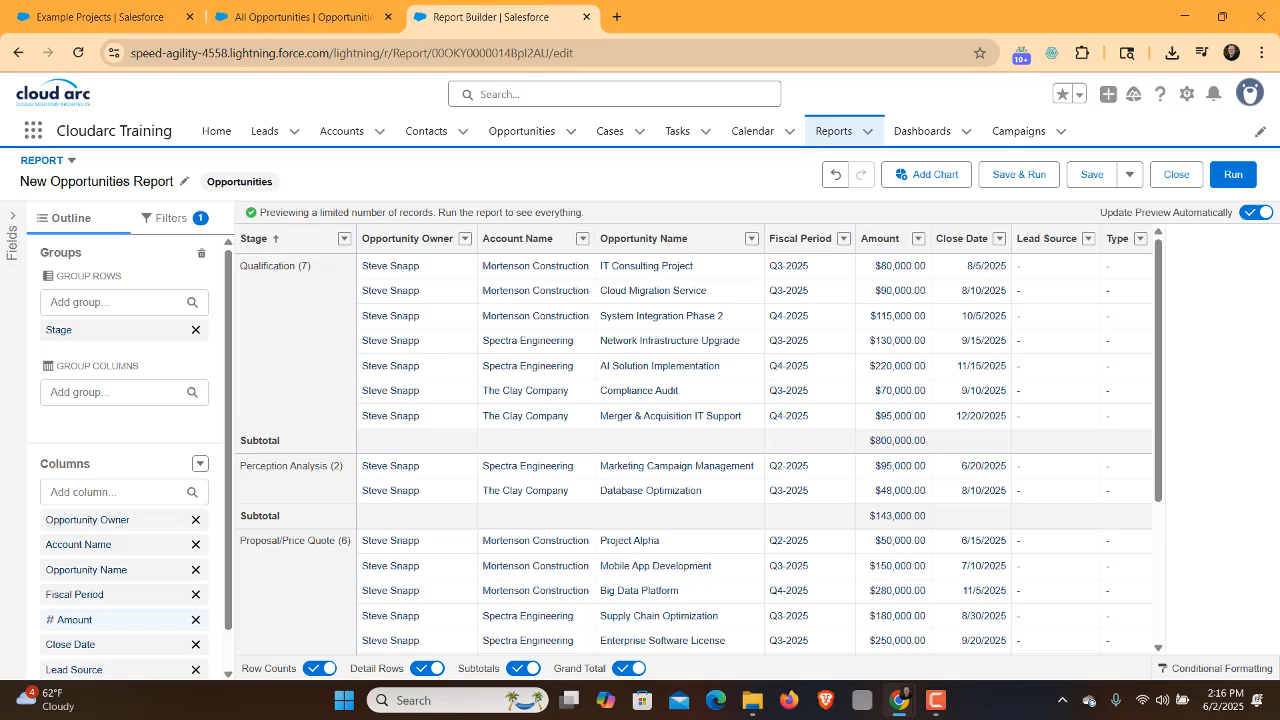 Example Projects | Salesforce
All Opportunities | Opportunitie
Report Builder | Salesforce
speed-agility-4558.lightning.force.com/lightning/r/Report/00OKY0000014BpI2AU/edit
10+
cloud arc
CLOUD SOLUTION ARCHITECTS
Search...
Cloudarc Training
Home
Leads
Accounts
Contacts
Opportunities
Cases
Tasks
Calendar
Reports
Dashboards
Campaigns
REPORT
New Opportunities Report
Opportunities
Add Chart
Save & Run
Save
Close
Run
Fields
Outline
Filters 1
Previewing a limited number of records. Run the report to see everything.
Update Preview Automatically
Groups
GROUP ROWS
Add group...
Stage
GROUP COLUMNS
Add group...
Columns
Add column...
Opportunity Owner
Account Name
Opportunity Name
Fiscal Period
# Amount
Close Date
Lead Source
Stage Opportunity Owner Account Name Opportunity Name Fiscal Period Amount Close Date Lead Source Type
Qualification (7) Steve Snapp Mortenson Construction IT Consulting Project Q3-2025 $80,000.00 8/5/2025 - -
Steve Snapp Mortenson Construction Cloud Migration Service Q3-2025 $90,000.00 8/10/2025 - -
Steve Snapp Mortenson Construction System Integration Phase 2 Q4-2025 $115,000.00 10/5/2025 - -
Steve Snapp Spectra Engineering Network Infrastructure Upgrade Q3-2025 $130,000.00 9/15/2025 - -
Steve Snapp Spectra Engineering AI Solution Implementation Q4-2025 $220,000.00 11/15/2025 - -
Steve Snapp The Clay Company Compliance Audit Q3-2025 $70,000.00 9/10/2025 - -
Steve Snapp The Clay Company Merger & Acquisition IT Support Q4-2025 $95,000.00 12/20/2025 - -
Subtotal $800,000.00
Perception Analysis (2) Steve Snapp Spectra Engineering Marketing Campaign Management Q2-2025 $95,000.00 6/20/2025 - -
Steve Snapp The Clay Company Database Optimization Q3-2025 $48,000.00 8/10/2025 - -
Subtotal $143,000.00
Proposal/Price Quote (6) Steve Snapp Mortenson Construction Project Alpha Q2-2025 $50,000.00 6/15/2025 - -
Steve Snapp Mortenson Construction Mobile App Development Q3-2025 $150,000.00 7/10/2025 - -
Steve Snapp Mortenson Construction Big Data Platform Q4-2025 $280,000.00 11/5/2025 - -
Steve Snapp Spectra Engineering Supply Chain Optimization Q3-2025 $180,000.00 8/30/2025 - -
Steve Snapp Spectra Engineering Enterprise Software License Q3-2025 $250,000.00 9/20/2025 - -
Row Counts
Detail Rows
Subtotals
Grand Total
Conditional Formatting
4
62°F
Cloudy
Search
2:16 PM
6/2/2025